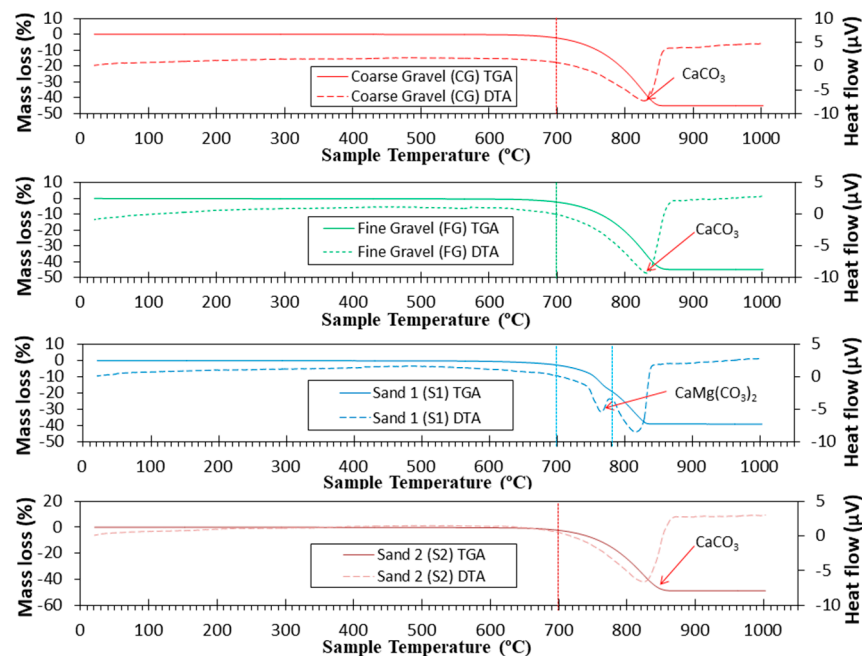 10
0
-10
-20
-30
-40
-50
Mass loss (%)
Coarse Gravel (CG) TGA
Coarse Gravel (CG) DTA
CaCO₃
10
5
0
-5
-10
Heat flow (µV)
0 100 200 300 400 500 600 700 800 900 1000
Sample Temperature (ºC)
10
0
-10
-20
-30
-40
-50
Mass loss (%)
Fine Gravel (FG) TGA
Fine Gravel (FG) DTA
CaCO₃
5
0
-5
-10
Heat flow (µV)
0 100 200 300 400 500 600 700 800 900 1000
Sample Temperature (ºC)
10
0
-10
-20
-30
-40
-50
Mass loss (%)
Sand 1 (S1) TGA
Sand 1 (S1) DTA
CaMg(CO₃)₂
5
0
-5
-10
Heat flow (µV)
0 100 200 300 400 500 600 700 800 900 1000
Sample Temperature (ºC)
20
0
-20
-40
-60
Mass loss (%)
Sand 2 (S2) TGA
Sand 2 (S2) DTA
CaCO₃
5
0
-5
-10
Heat flow (µV)
0 100 200 300 400 500 600 700 800 900 1000
Sample Temperature (ºC)